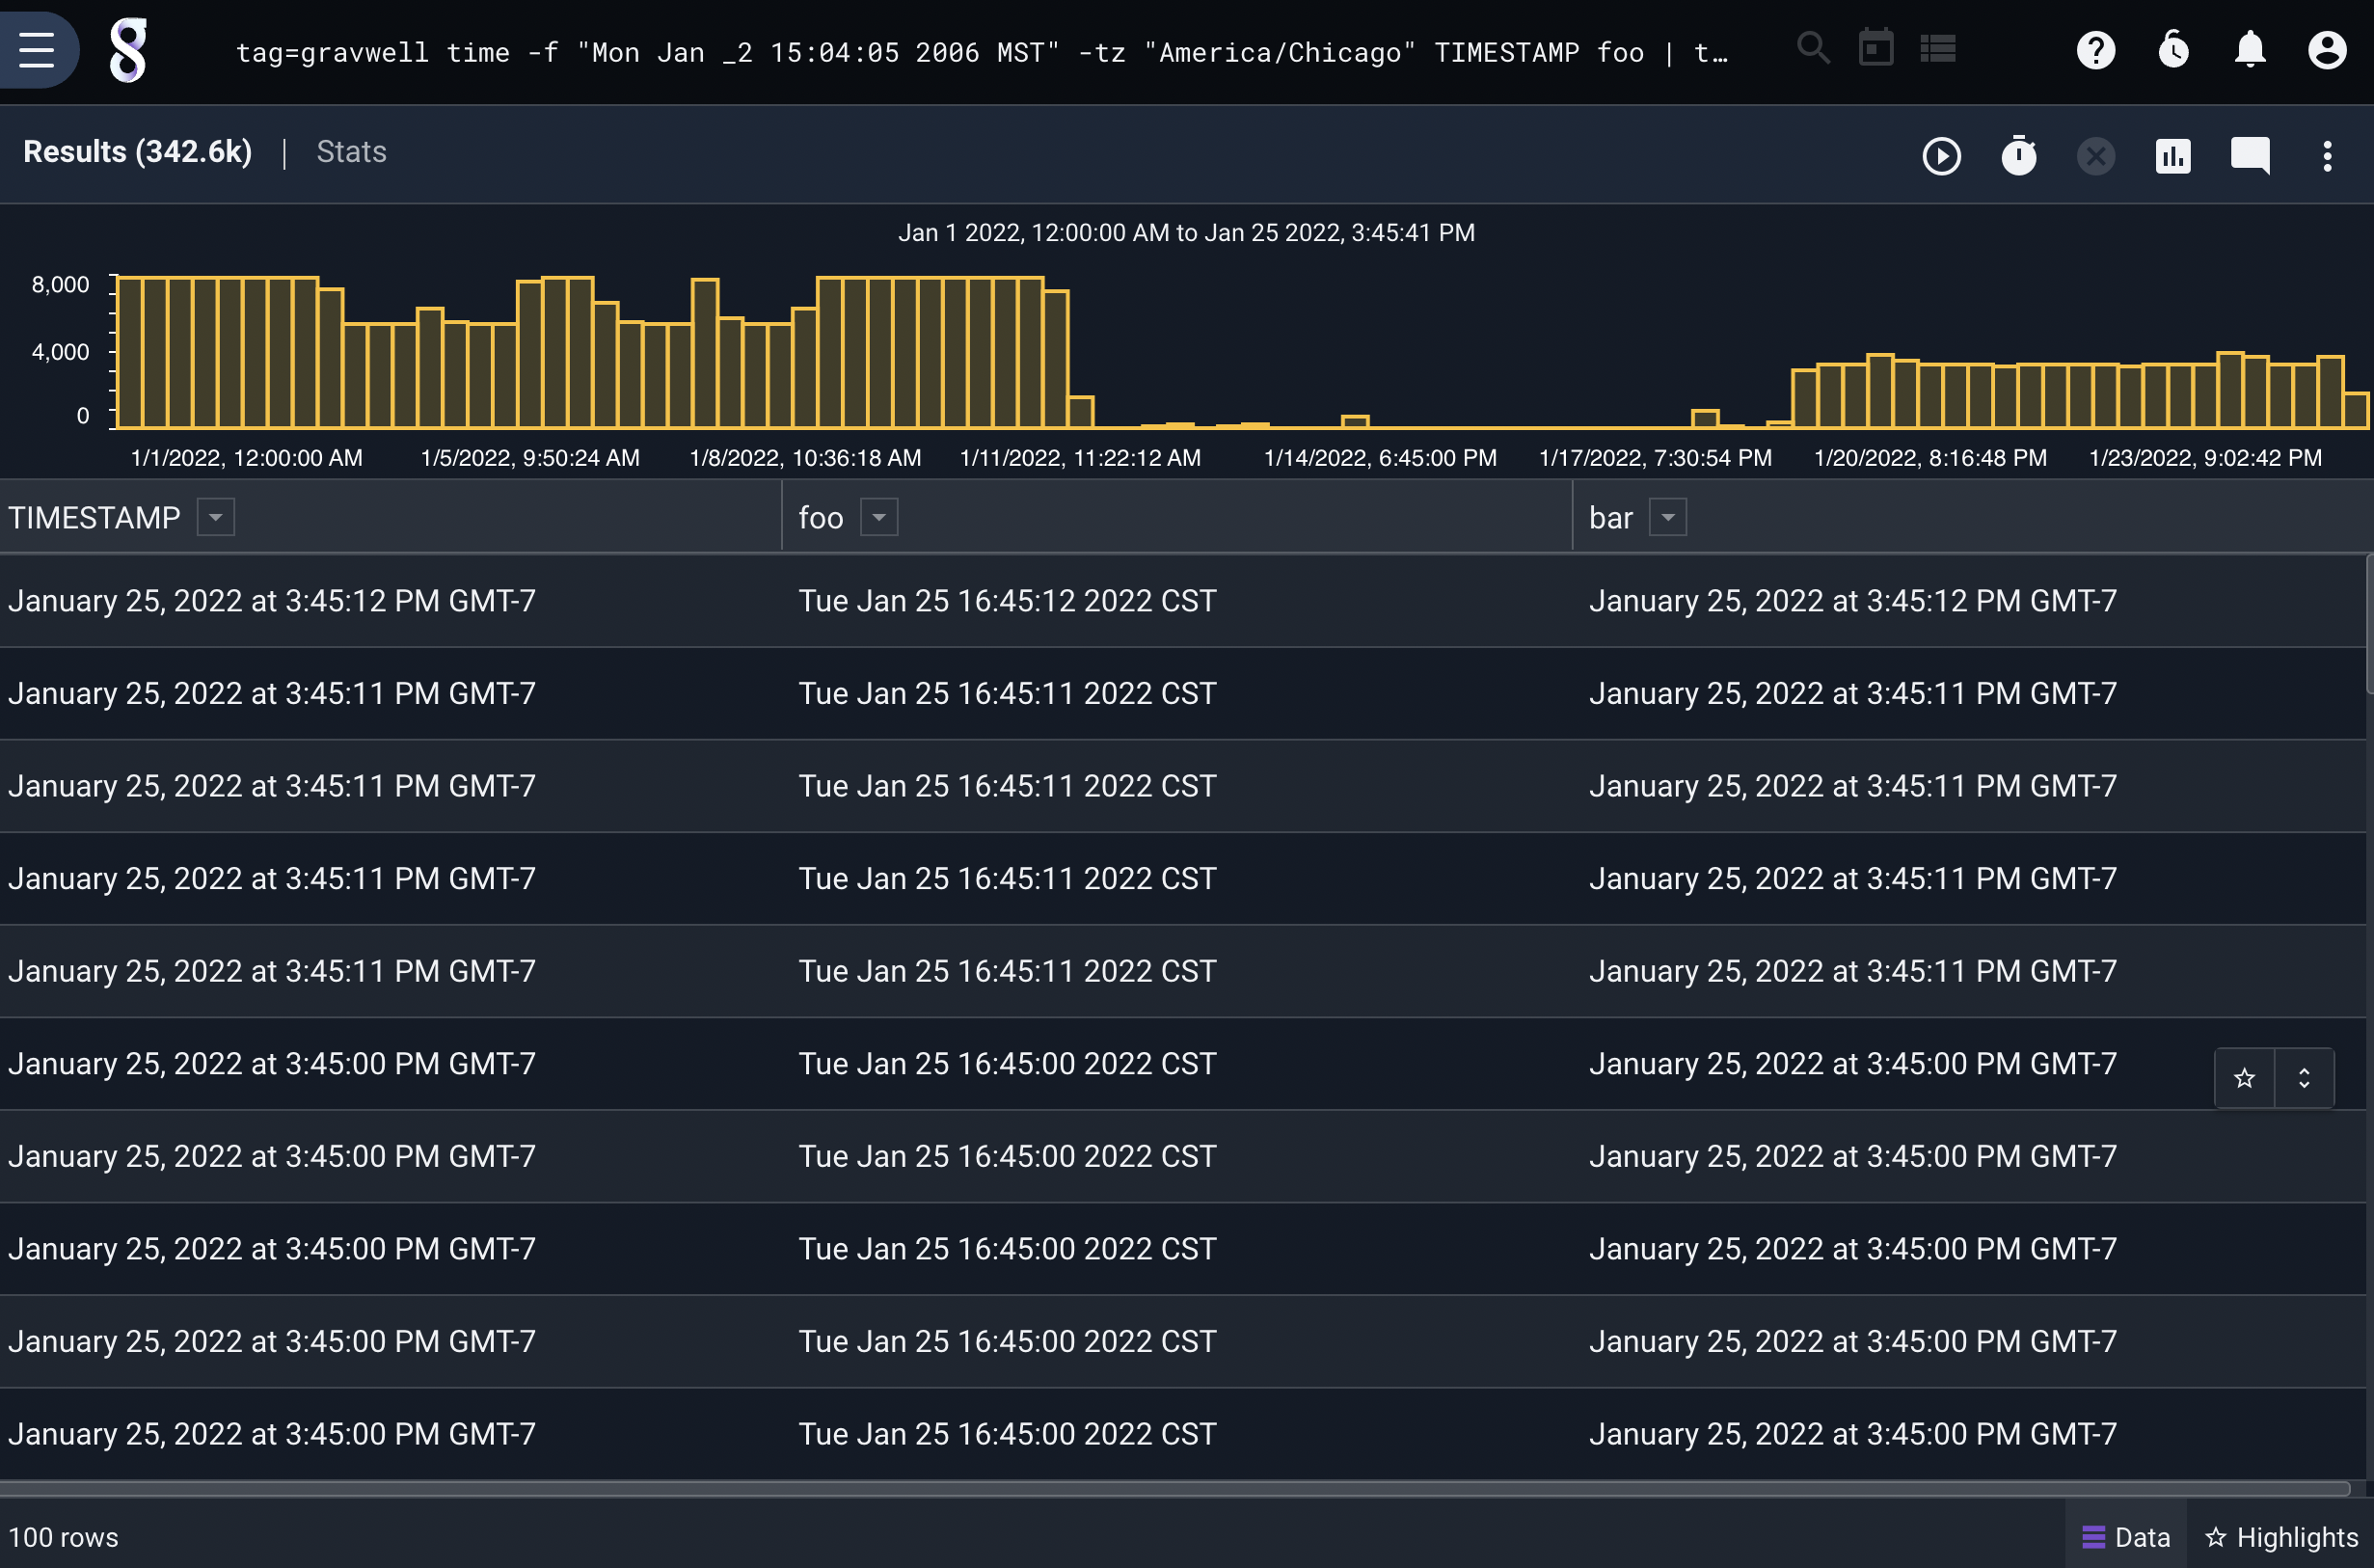 tag=gravwell time -f "Mon Jan _2 15:04:05 2006 MST" -tz "America/Chicago" TIMESTAMP foo | t…
Results (342.6k) | Stats
Jan 1 2022, 12:00:00 AM to Jan 25 2022, 3:45:41 PM
8,000
4,000
0
1/1/2022, 12:00:00 AM 1/5/2022, 9:50:24 AM 1/8/2022, 10:36:18 AM 1/11/2022, 11:22:12 AM 1/14/2022, 6:45:00 PM 1/17/2022, 7:30:54 PM 1/20/2022, 8:16:48 PM 1/23/2022, 9:02:42 PM
TIMESTAMP foo bar
January 25, 2022 at 3:45:12 PM GMT-7 Tue Jan 25 16:45:12 2022 CST January 25, 2022 at 3:45:12 PM GMT-7
January 25, 2022 at 3:45:11 PM GMT-7 Tue Jan 25 16:45:11 2022 CST January 25, 2022 at 3:45:11 PM GMT-7
January 25, 2022 at 3:45:11 PM GMT-7 Tue Jan 25 16:45:11 2022 CST January 25, 2022 at 3:45:11 PM GMT-7
January 25, 2022 at 3:45:11 PM GMT-7 Tue Jan 25 16:45:11 2022 CST January 25, 2022 at 3:45:11 PM GMT-7
January 25, 2022 at 3:45:11 PM GMT-7 Tue Jan 25 16:45:11 2022 CST January 25, 2022 at 3:45:11 PM GMT-7
January 25, 2022 at 3:45:00 PM GMT-7 Tue Jan 25 16:45:00 2022 CST January 25, 2022 at 3:45:00 PM GMT-7
January 25, 2022 at 3:45:00 PM GMT-7 Tue Jan 25 16:45:00 2022 CST January 25, 2022 at 3:45:00 PM GMT-7
January 25, 2022 at 3:45:00 PM GMT-7 Tue Jan 25 16:45:00 2022 CST January 25, 2022 at 3:45:00 PM GMT-7
January 25, 2022 at 3:45:00 PM GMT-7 Tue Jan 25 16:45:00 2022 CST January 25, 2022 at 3:45:00 PM GMT-7
January 25, 2022 at 3:45:00 PM GMT-7 Tue Jan 25 16:45:00 2022 CST January 25, 2022 at 3:45:00 PM GMT-7
100 rows Data Highlights